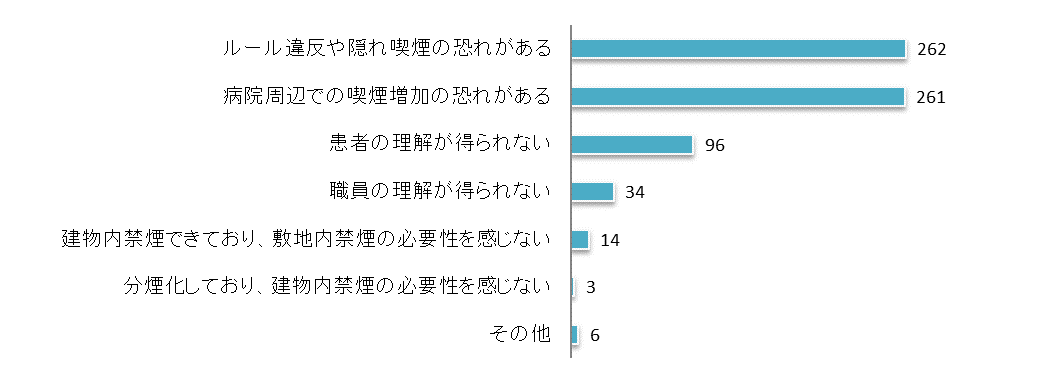 ルール違反や隠れ喫煙の恐れがある 262
病院周辺での喫煙増加の恐れがある 261
患者の理解が得られない 96
職員の理解が得られない 34
建物内禁煙できており、敷地内禁煙の必要性を感じない 14
分煙化しており、建物内禁煙の必要性を感じない 3
その他 6